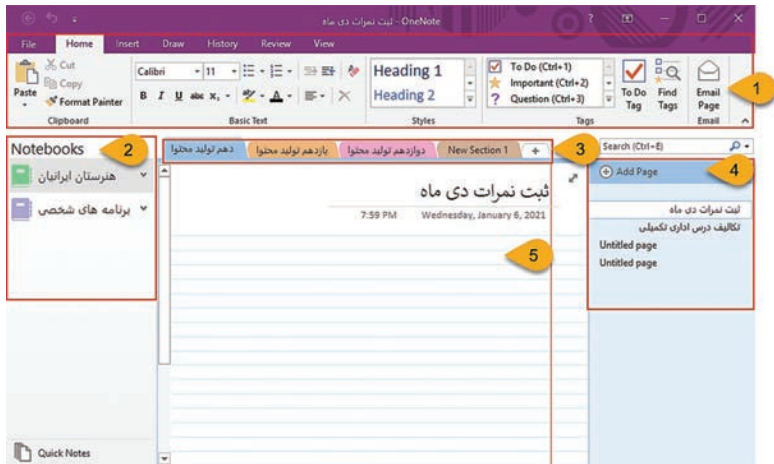 ثبت نمرات دی ماه - OneNote
File Home Insert Draw History Review View
Paste Cut Copy Format Painter
Clipboard
Calibri 11
B I U abc x₂ A
Basic Text
Heading 1
Heading 2
Styles
To Do (Ctrl+1)
Important (Ctrl+2)
Question (Ctrl+3)
To Do Tag Find Tags
Tags
Email Page
Email
1
Notebooks 2
دهم تولید محتوا یازدهم تولید محتوا دوازدهم تولید محتوا New Section 1 + 3
Search (Ctrl+E)
هنرستان ایرانیان
برنامه های شخصی
ثبت نمرات دی ماه
7:59 PM Wednesday, January 6, 2021
5
Add Page 4
ثبت نمرات دی ماه
تکالیف درس اداری تکمیلی
Untitled page
Untitled page
Quick Notes